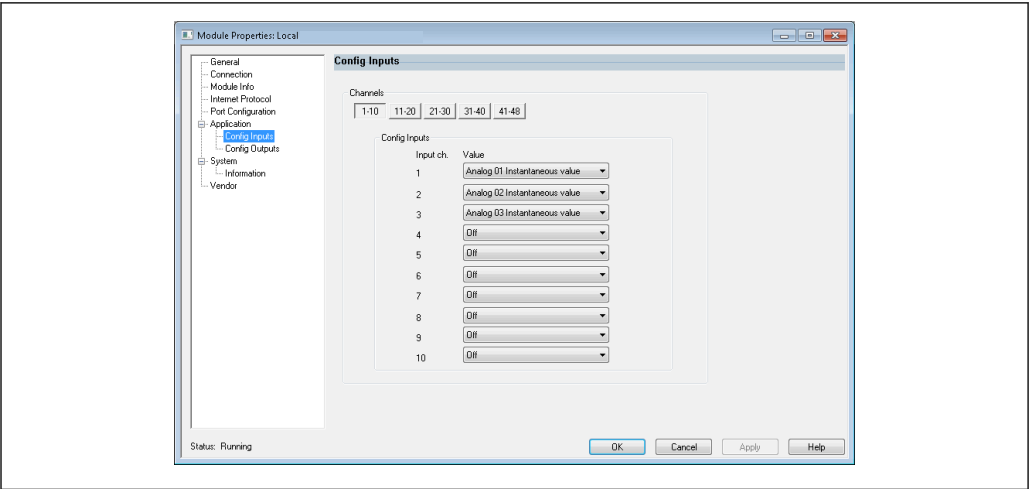 Module Properties: Local
General
Connection
Module Info
Internet Protocol
Port Configuration
Application
Config Inputs
Config Outputs
System
Information
Vendor
Config Inputs
Channels
1-10 11-20 21-30 31-40 41-48
Config Inputs
Input ch. Value
1 Analog 01 Instantaneous value
2 Analog 02 Instantaneous value
3 Analog 03 Instantaneous value
4 Off
5 Off
6 Off
7 Off
8 Off
9 Off
10 Off
Status: Running
OK Cancel Apply Help